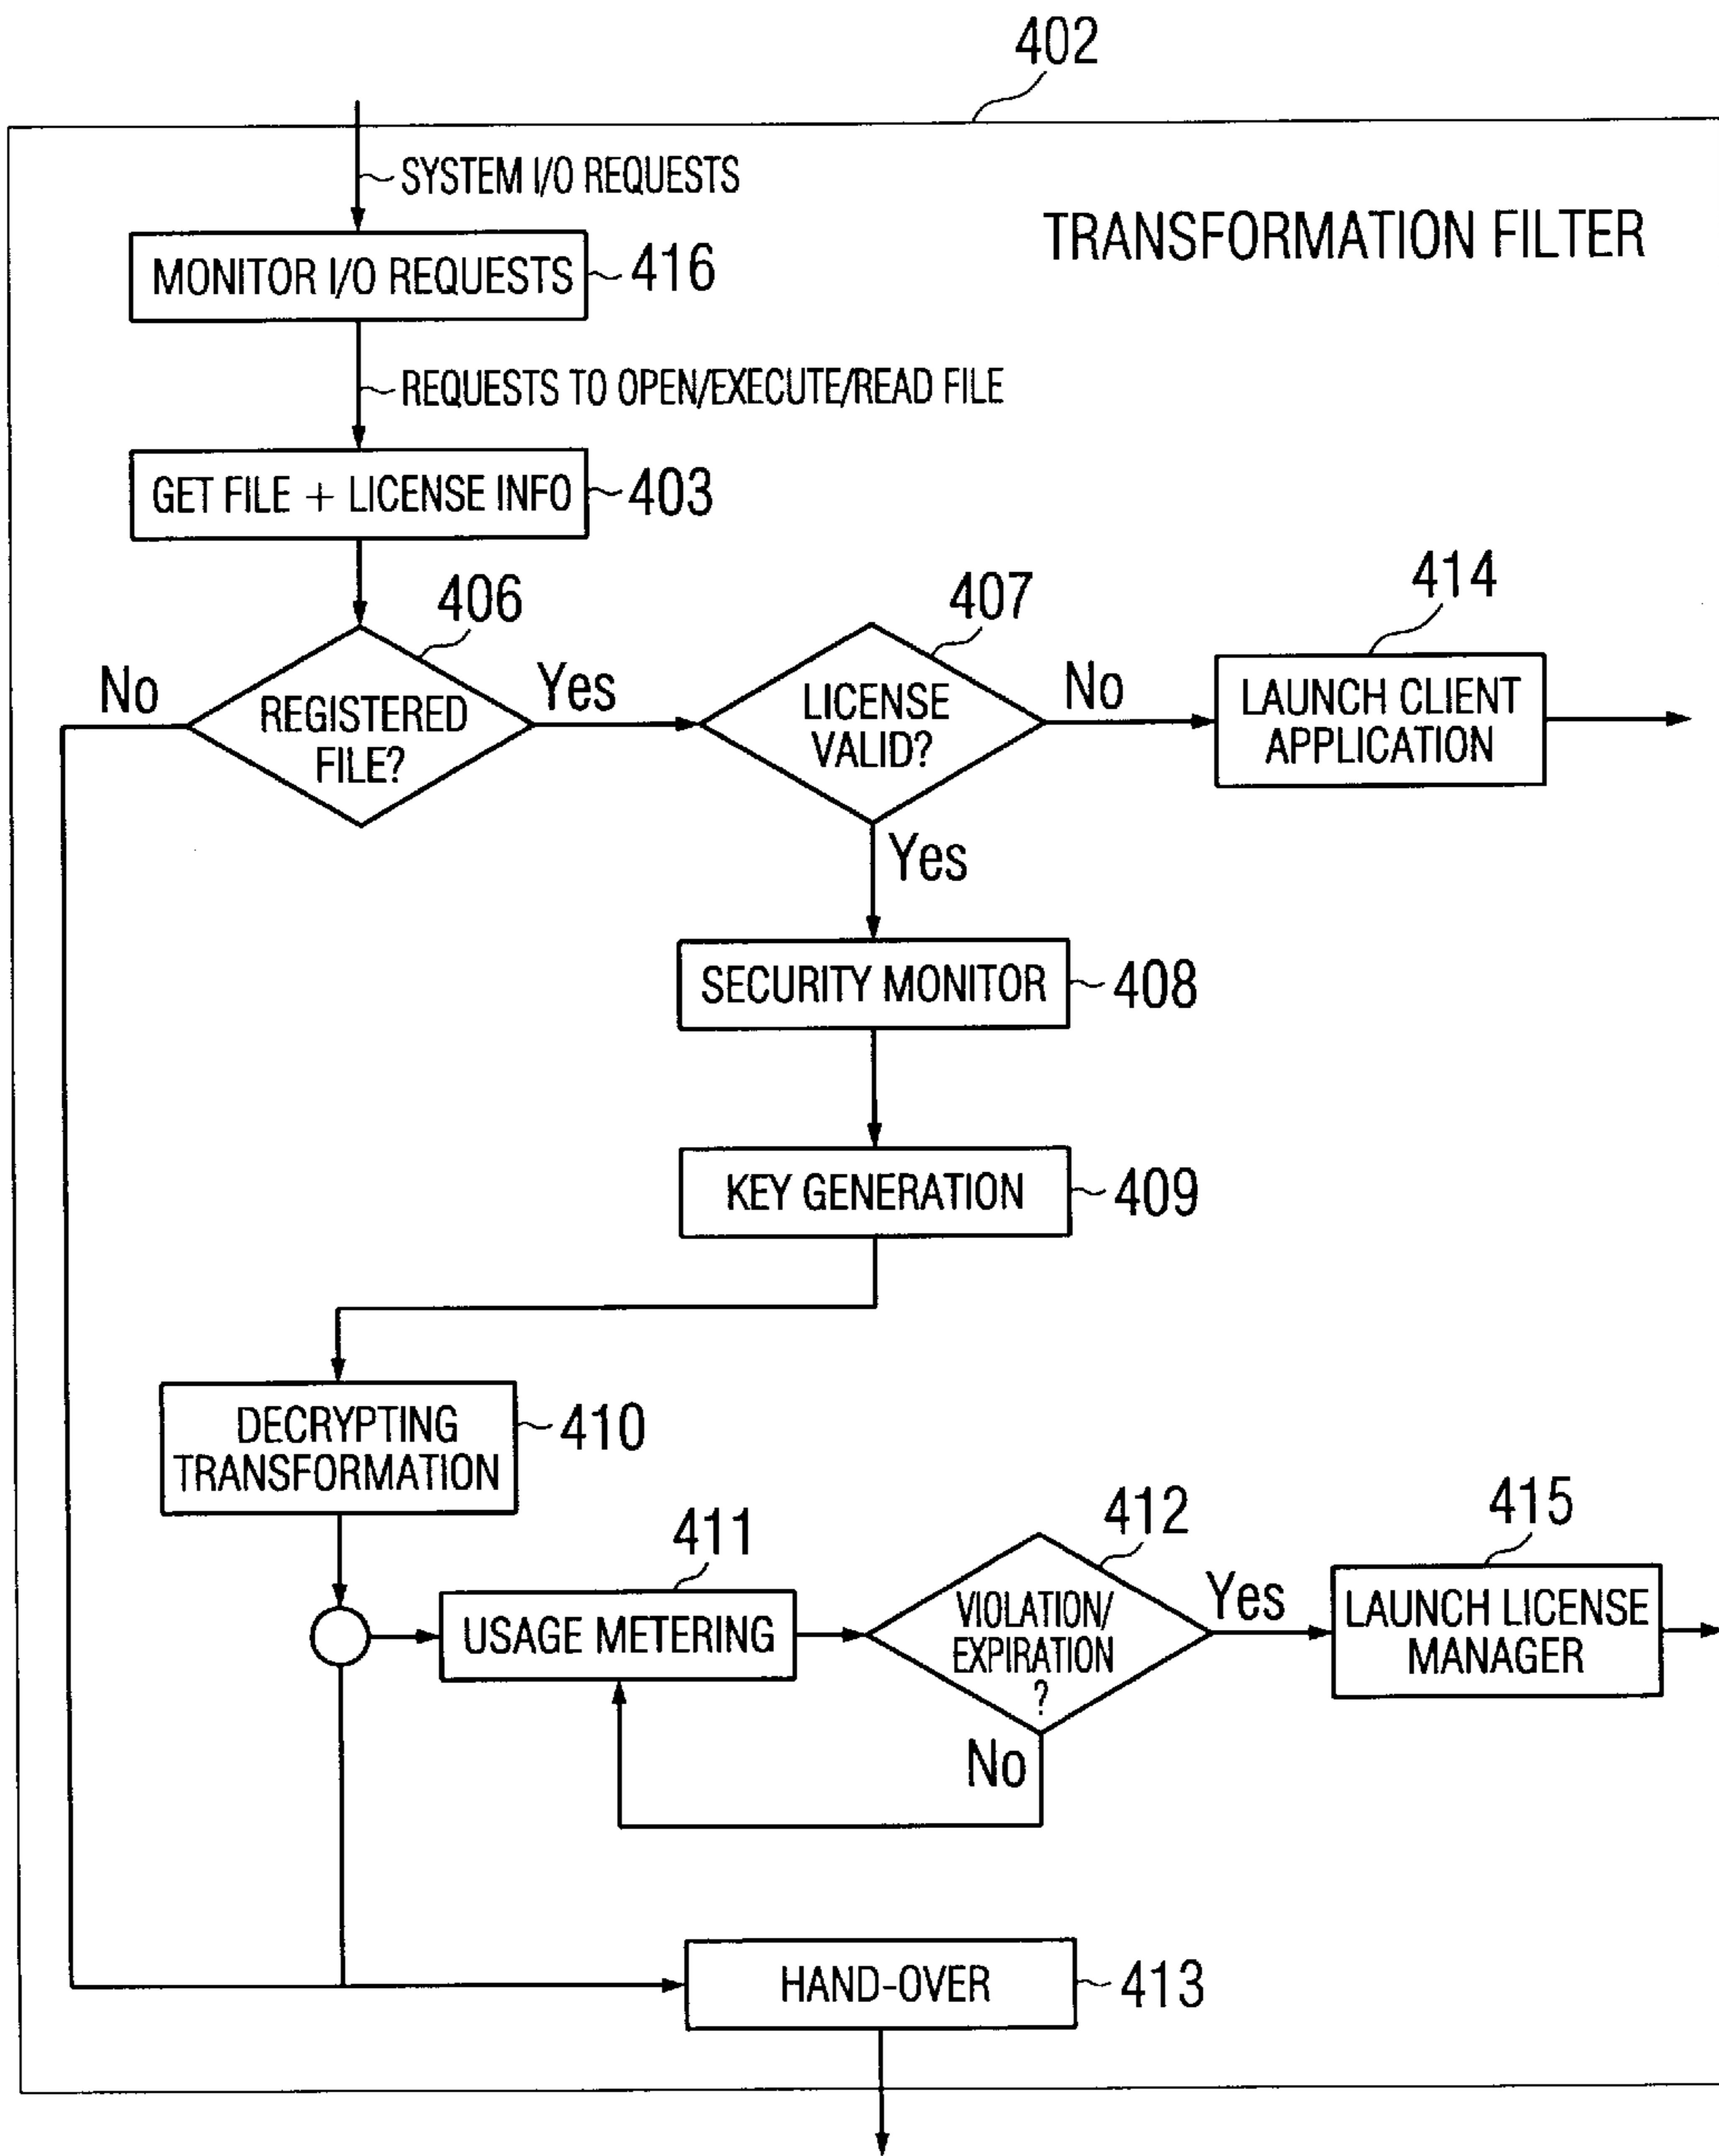 402
SYSTEM I/O REQUESTS
TRANSFORMATION FILTER
MONITOR I/O REQUESTS
416
REQUESTS TO OPEN/EXECUTE/READ FILE
GET FILE + LICENSE INFO
403
406
407
414
No
REGISTERED
FILE?
Yes
LICENSE
VALID?
No
LAUNCH CLIENT
APPLICATION
Yes
SECURITY MONITOR
408
KEY GENERATION
409
DECRYPTING
TRANSFORMATION
410
411
412
415
USAGE METERING
VIOLATION/
EXPIRATION
?
Yes
LAUNCH LICENSE
MANAGER
No
HAND-OVER
413